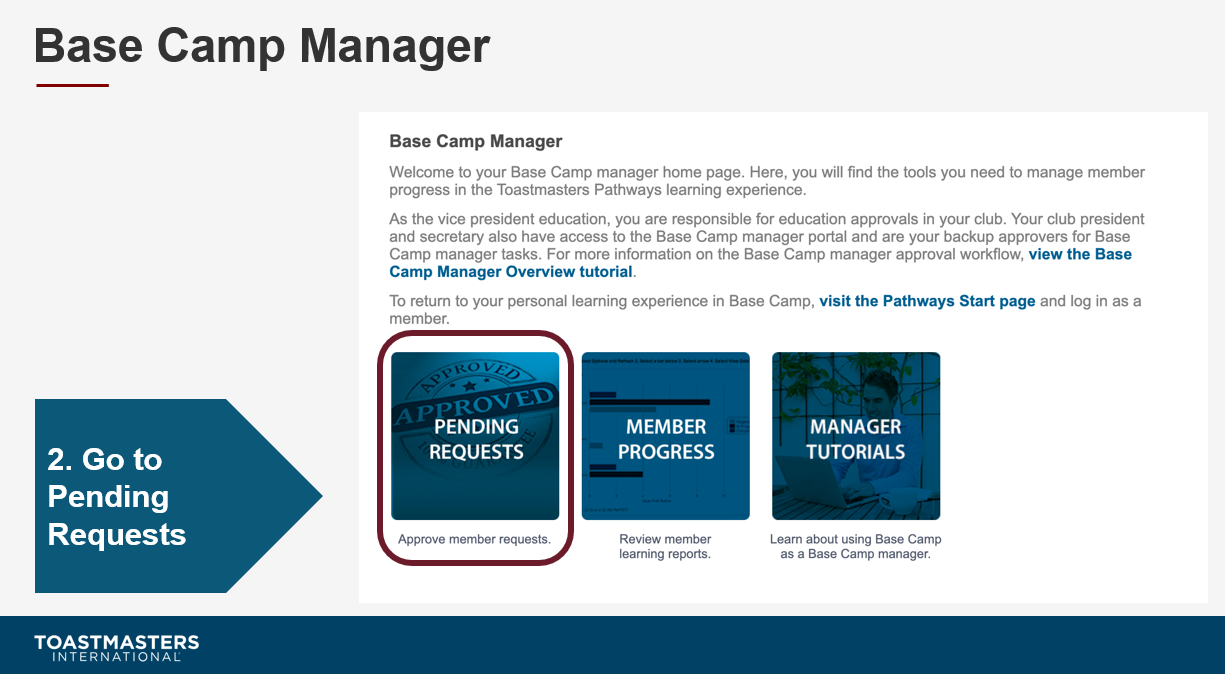 Base Camp Manager
Base Camp Manager
Welcome to your Base Camp manager home page. Here, you will find the tools you need to manage member
progress in the Toastmasters Pathways learning experience.
As the vice president education, you are responsible for education approvals in your club. Your club president
and secretary also have access to the Base Camp manager portal and are your backup approvers for Base
Camp manager tasks. For more information on the Base Camp manager approval workflow, view the Base
Camp Manager Overview tutorial.
To return to your personal learning experience in Base Camp, visit the Pathways Start page and log in as a
member.
2. Go to
Pending
Requests
APPROVED
APPROVED
PENDING
REQUESTS
Approve member requests.
MEMBER
PROGRESS
Review member
learning reports.
MANAGER
TUTORIALS
Learn about using Base Camp
as a Base Camp manager.
TOASTMASTERS
INTERNATIONAL